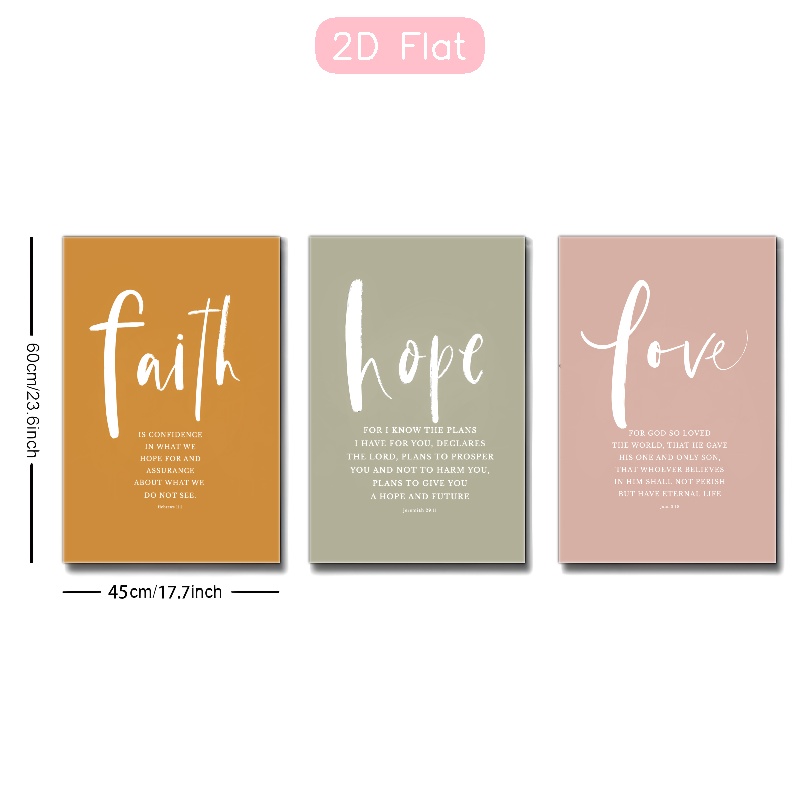 2D Flat
60cm/23.6inch
faith
IS CONFIDENCE
IN WHAT WE
HOPE FOR AND
ASSURANCE
ABOUT WHAT WE
DO NOT SEE.
hope
FOR I KNOW THE PLANS
I HAVE FOR YOU, DECLARES
THE LORD, PLANS TO PROSPER
YOU AND NOT TO HARM YOU,
PLANS TO GIVE YOU
A HOPE AND FUTURE
Jeremiah 29:11
love
FOR GOD SO LOVED
THE WORLD, THAT HE GAVE
HIS ONE AND ONLY SON,
THAT WHOEVER BELIEVES
IN HIM SHALL NOT PERISH
BUT HAVE ETERNAL LIFE
45cm/17.7inch